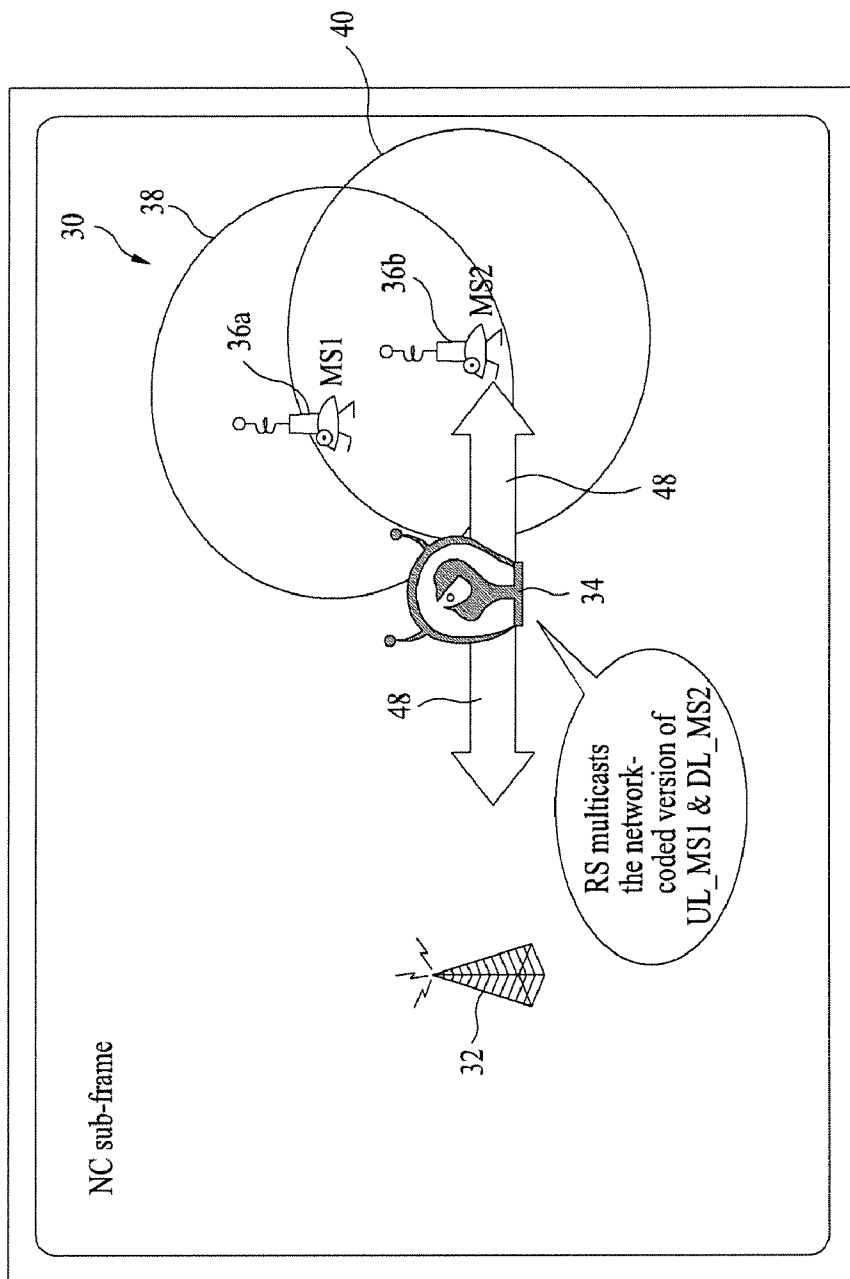 NC sub-frame
30
38
40
36a
MS1
36b
MS2
48
48
34
32
RS multicasts
the network-
coded version of
UL_MS1 & DL_MS2